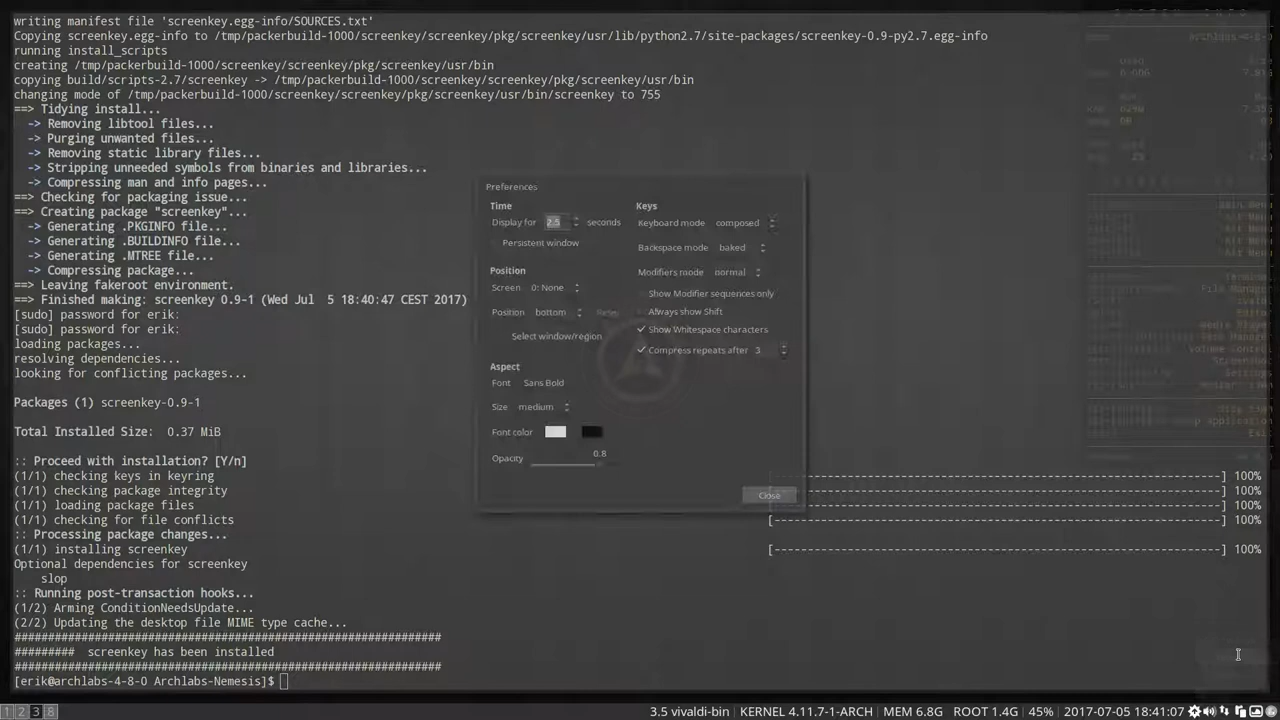 writing manifest file 'screenkey.egg-info/SOURCES.txt'
Copying screenkey.egg-info to /tmp/packerbuild-1000/screenkey/screenkey/pkg/screenkey/usr/lib/python2.7/site-packages/screenkey-0.9-py2.7.egg-info
running install_scripts
creating /tmp/packerbuild-1000/screenkey/screenkey/pkg/screenkey/usr/bin
copying build/scripts-2.7/screenkey -> /tmp/packerbuild-1000/screenkey/screenkey/pkg/screenkey/usr/bin
changing mode of /tmp/packerbuild-1000/screenkey/screenkey/pkg/screenkey/usr/bin/screenkey to 755
==> Tidying install...
-> Removing libtool files...
-> Purging unwanted files...
-> Removing static library files...
-> Stripping unneeded symbols from binaries and libraries...
-> Compressing man and info pages...
==> Checking for packaging issue...
==> Creating package "screenkey"...
-> Generating .PKGINFO file...
-> Generating .BUILDINFO file...
-> Generating .MTREE file...
-> Compressing package...
==> Leaving fakeroot environment.
==> Finished making: screenkey 0.9-1 (Wed Jul  5 18:40:47 CEST 2017)
[sudo] password for erik:
[sudo] password for erik:
loading packages...
resolving dependencies...
looking for conflicting packages...
Packages (1) screenkey-0.9-1
Total Installed Size:  0.37 MiB
:: Proceed with installation? [Y/n]
(1/1) checking keys in keyring [----------------------------------------------------------------] 100%
(1/1) checking package integrity [----------------------------------------------------------------] 100%
(1/1) loading package files [----------------------------------------------------------------] 100%
(1/1) checking for file conflicts [----------------------------------------------------------------] 100%
:: Processing package changes...
(1/1) installing screenkey [----------------------------------------------------------------] 100%
Optional dependencies for screenkey
slop
:: Running post-transaction hooks...
(1/2) Arming ConditionNeedsUpdate...
(2/2) Updating the desktop file MIME type cache...
################################################################
#########  screenkey has been installed
################################################################
[erik@archlabs-4-8-0 Archlabs-Nemesis]$
Preferences
Time
Display for 2.5 seconds
Persistent window
Position
Screen 0: None
Position bottom Reset
Select window/region
Aspect
Font Sans Bold
Size medium
Font color
Opacity 0.8
Keys
Keyboard mode composed
Backspace mode baked
Modifiers mode normal
Show Modifier sequences only
Always show Shift
Show Whitespace characters
Compress repeats after 3
Close
Main Menu
Terminal
File Manager
Vivaldi
Editor
Media Player
Volume Control
Settings
Exit
1 2 3 8
3.5 vivaldi-bin KERNEL 4.11.7-1-ARCH MEM 6.8G ROOT 1.4G 45% 2017-07-05 18:41:07